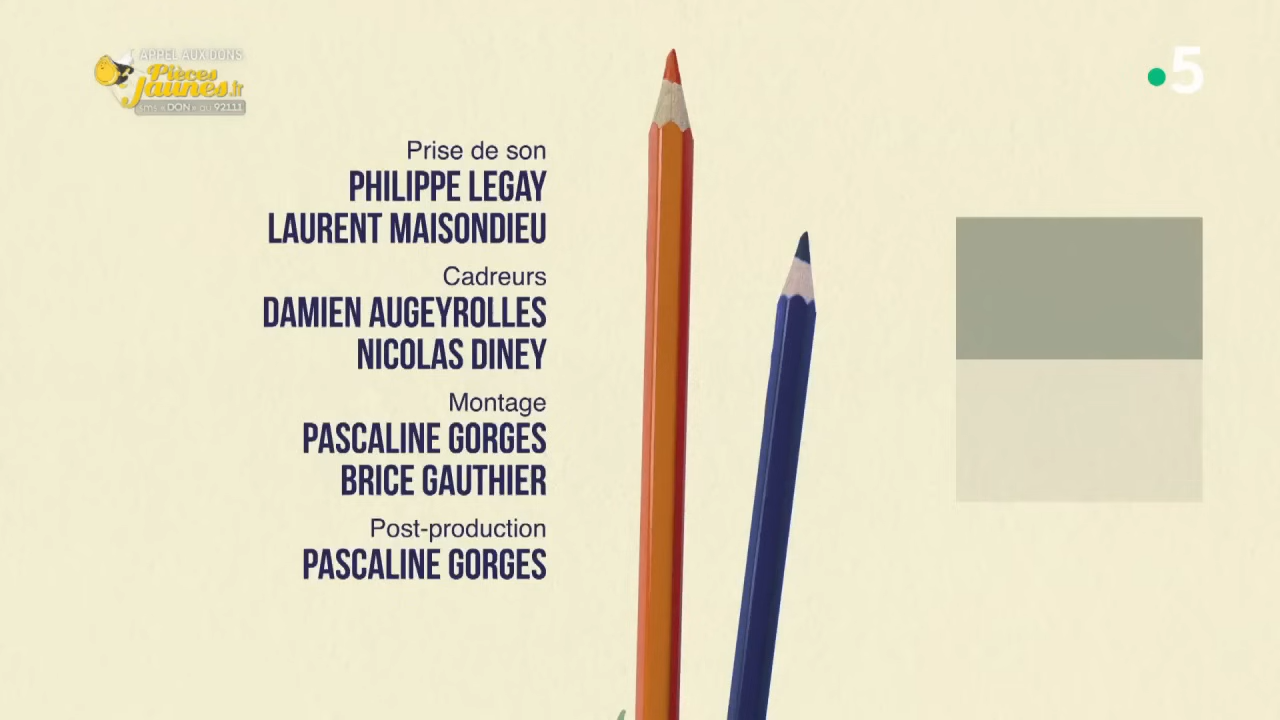 APPEL AUX DONS
Pièces
Jaunes.fr
sms « DON » au 92111
5
Prise de son
PHILIPPE LEGAY
LAURENT MAISONDIEU
Cadreurs
DAMIEN AUGEYROLLES
NICOLAS DINEY
Montage
PASCALINE GORGES
BRICE GAUTHIER
Post-production
PASCALINE GORGES